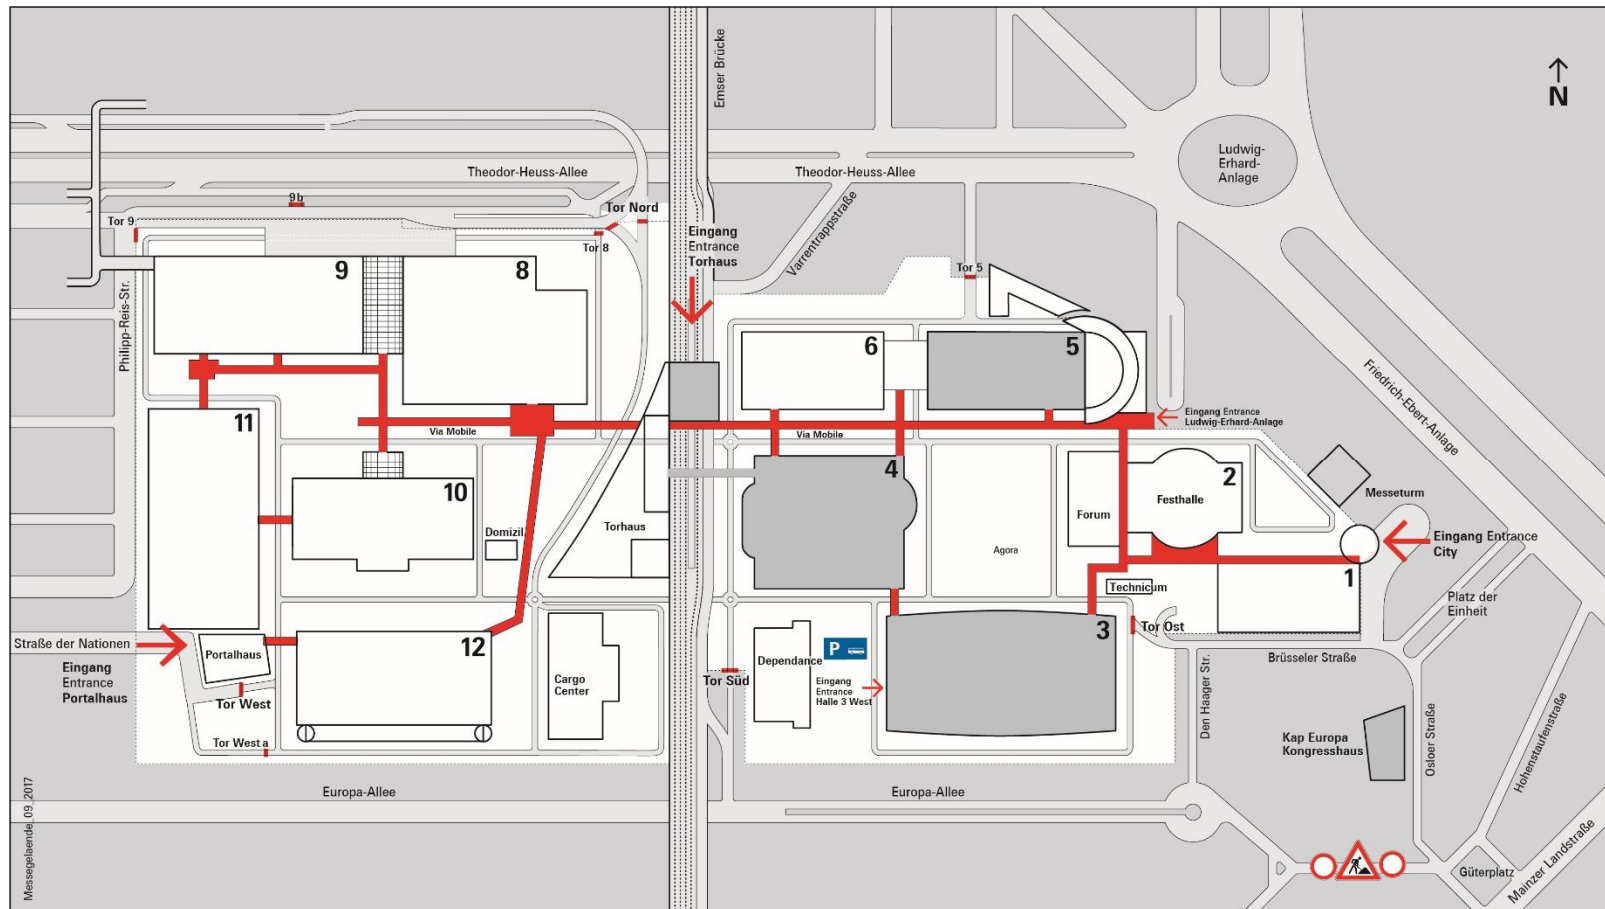 Emser Brücke
N
Ludwig-
Erhard-
Anlage
Theodor-Heuss-Allee
Theodor-Heuss-Allee
9b
Tor 9
Tor Nord
Tor 8
Eingang
Entrance
Torhaus
Varrentrappstraße
Tor 5
Philipp-Reis-Str.
9
8
6
5
Friedrich-Ebert-Anlage
11
Via Mobile
Via Mobile
Eingang Entrance
Ludwig-Erhard-Anlage
10
4
2
Festhalle
Messeturm
Forum
Domizil
Torhaus
Agora
Eingang Entrance
City
1
Technicum
Platz der
Einheit
Straße der Nationen
Eingang
Entrance
Portalhaus
Portalhaus
12
3
Tor Ost
Dependance
P
Brüsseler Straße
Cargo
Center
Tor Süd
Eingang
Entrance
Halle 3 West
Tor West
Tor West a
Den Haager Str.
Kap Europa
Kongresshaus
Osloer Straße
Hohenstaufenstraße
Europa-Allee
Europa-Allee
Messegelaende_09_2017
Güterplatz
Mainzer Landstraße